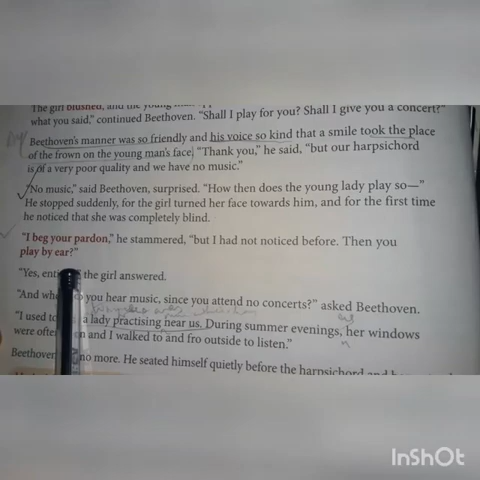 The girl blushed, and the young
what you said," continued Beethoven. "Shall I play for you? Shall I give you a concert?"
Beethoven's manner was so friendly and his voice so kind that a smile took the place
of the frown on the young man's face. "Thank you," he said, "but our harpsichord
is of a very poor quality and we have no music."
"No music," said Beethoven, surprised. "How then does the young lady play so—"
He stopped suddenly, for the girl turned her face towards him, and for the first time
he noticed that she was completely blind.
"I beg your pardon," he stammered, "but I had not noticed before. Then you
play by ear?"
"Yes, the girl answered.
"And you hear music, since you attend no concerts?" asked Beethoven.
"I used to a lady practising near us. During summer evenings, her windows
were often and I walked to and fro outside to listen."
Beethoven no more. He seated himself quietly before the harpsichord and
InShOt